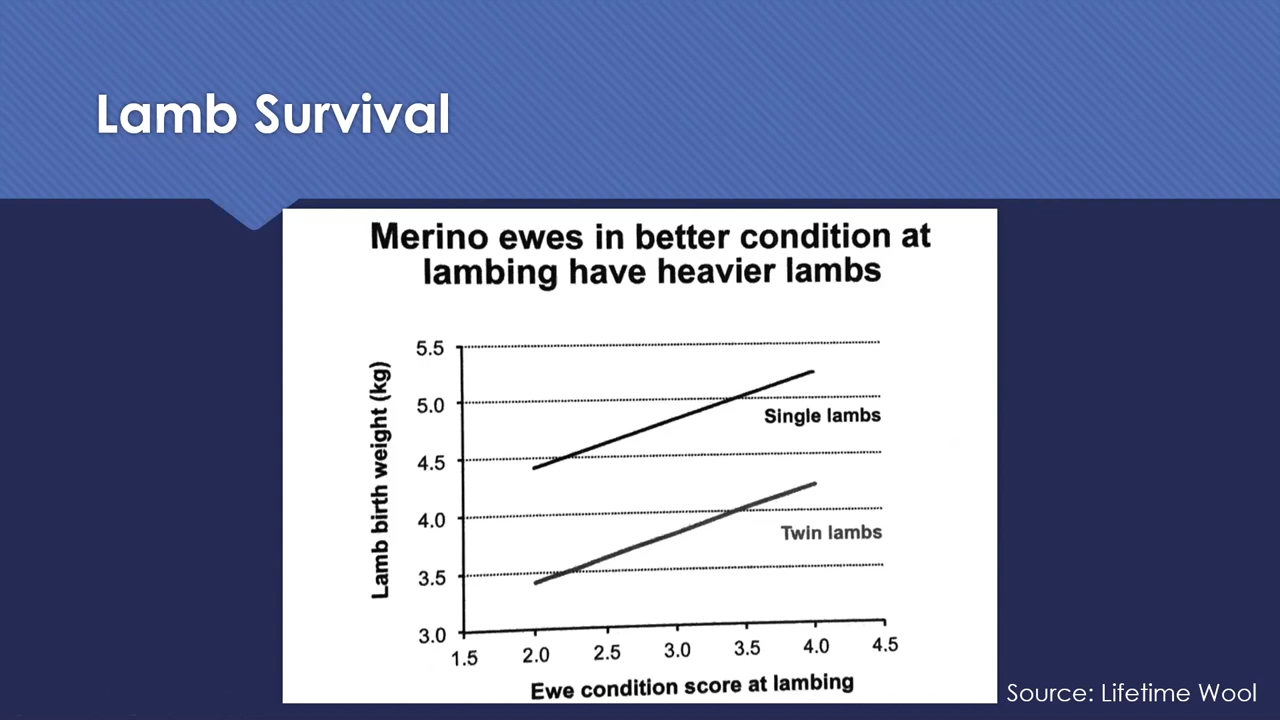 Lamb Survival
Merino ewes in better condition at
lambing have heavier lambs
Lamb birth weight (kg)
5.5
5.0
4.5
4.0
3.5
3.0
Single lambs
Twin lambs
1.5 2.0 2.5 3.0 3.5 4.0 4.5
Ewe condition score at lambing
Source: Lifetime Wool